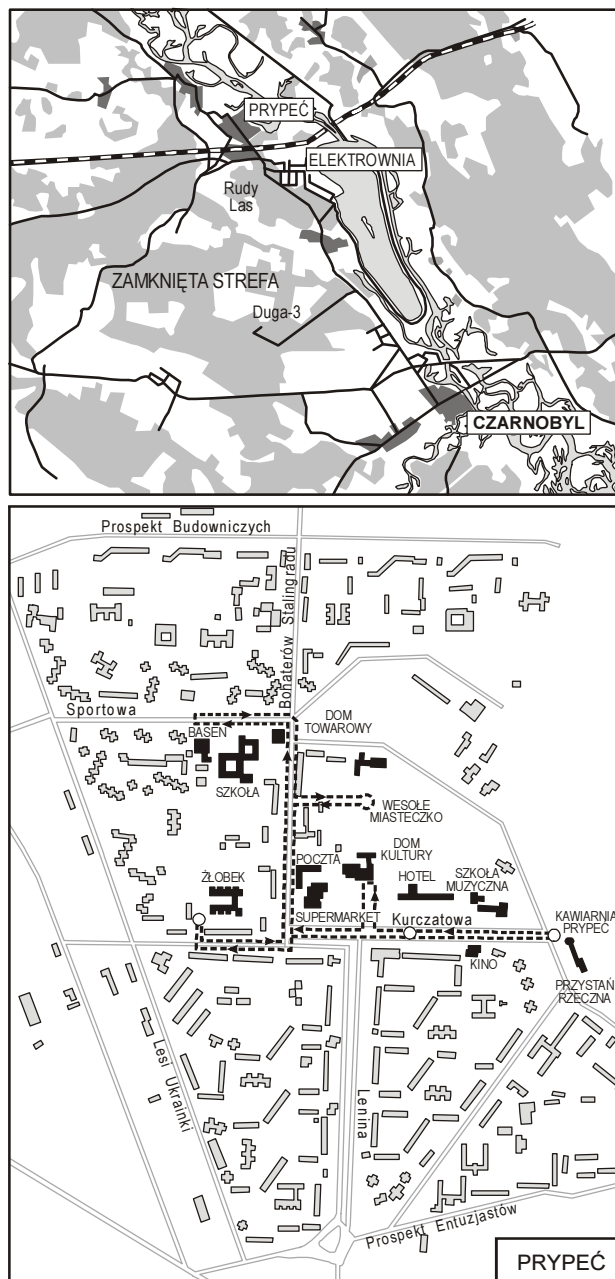 PRYPEĆ
ELEKTROWNIA
Rudy
Las
ZAMKNIĘTA STREFA
Duga-3
CZARNOBYL
Prospekt Budowniczych
Bohaterów Stalingradu
Sportowa
BASEN
DOM
TOWAROWY
SZKOŁA
WESOŁE
MIASTECZKO
POCZTA
DOM
KULTURY
ŻŁOBEK
HOTEL
SZKOŁA
MUZYCZNA
SUPERMARKET
Kurczatowa
KAWIARNIA
PRYPEĆ
KINO
PRZYSTAŃ
RZECZNA
Lesi Ukrainki
Lenina
Prospekt Entuzjastów
PRYPEĆ